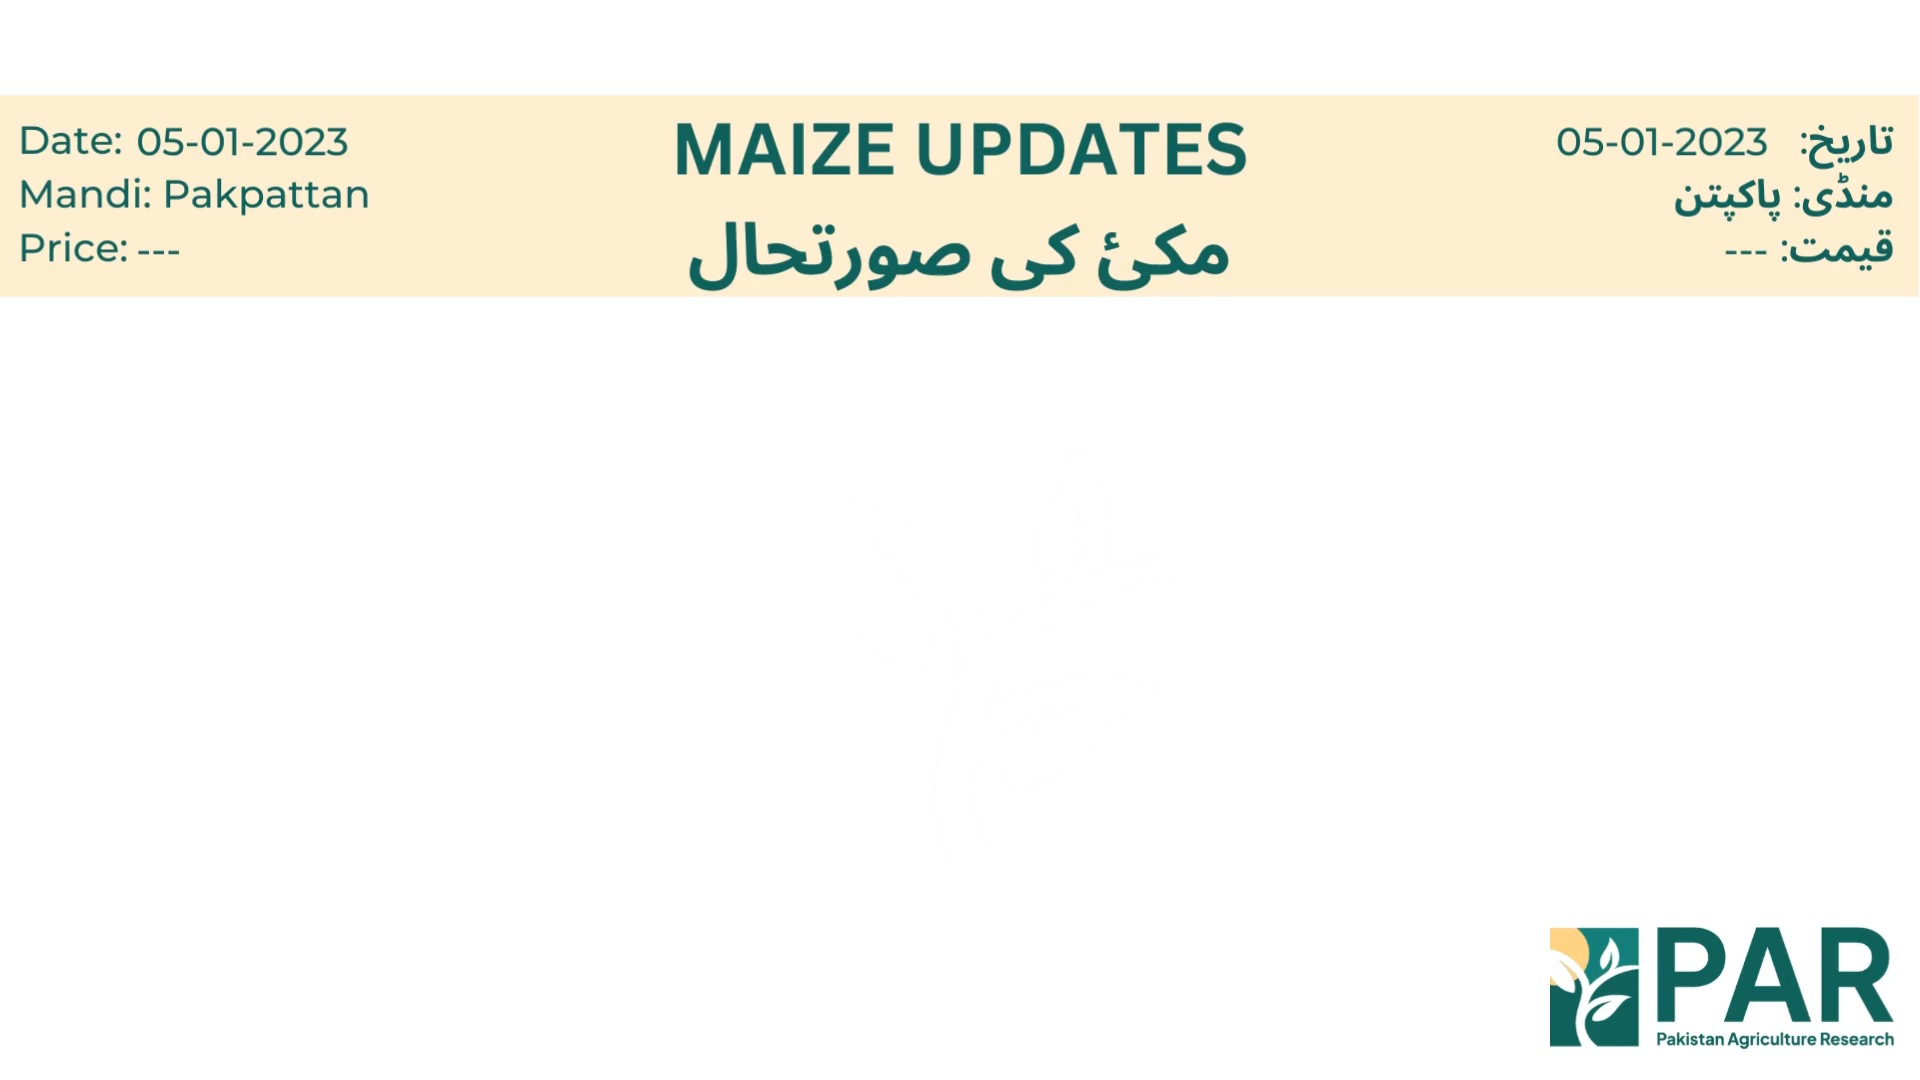 Date: 05-01-2023
Mandi: Pakpattan
Price: ---
MAIZE UPDATES
مکئ کی صورتحال
تاریخ: 05-01-2023
منڈی: پاکپتن
قیمت: ---
PAR
Pakistan Agriculture Research